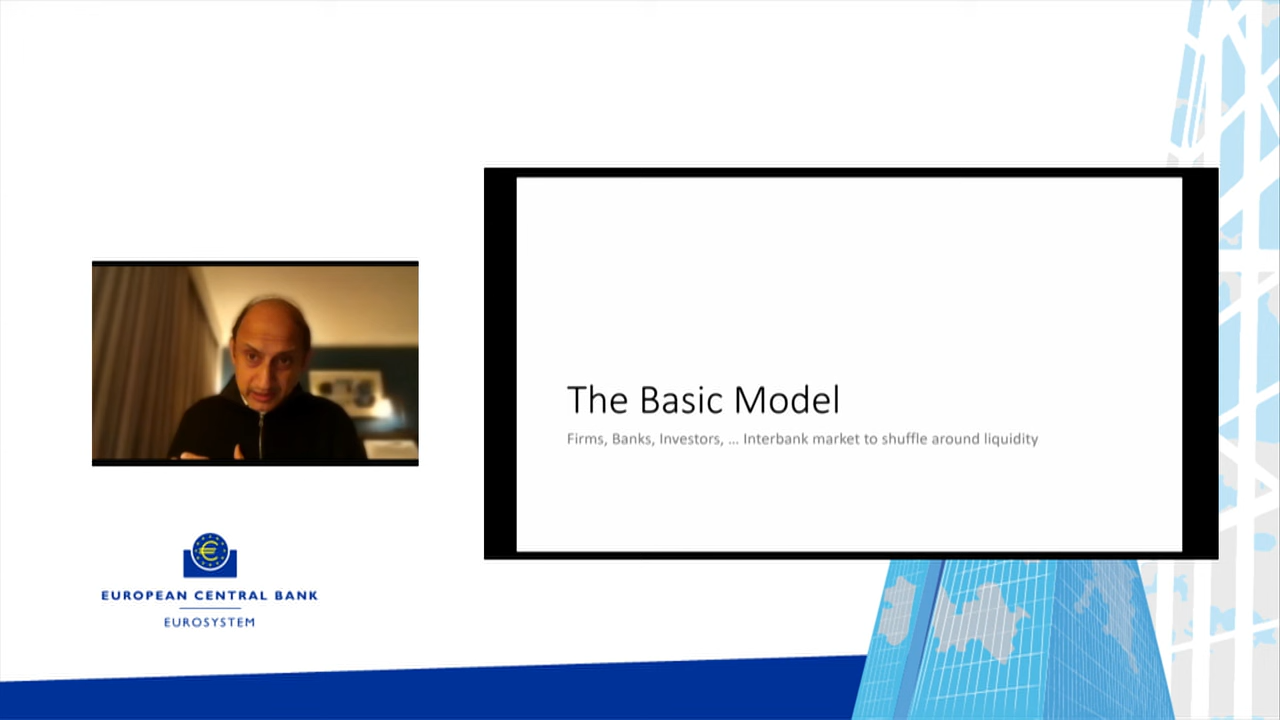 The Basic Model
Firms, Banks, Investors, ... Interbank market to shuffle around liquidity
EUROPEAN CENTRAL BANK
EUROSYSTEM